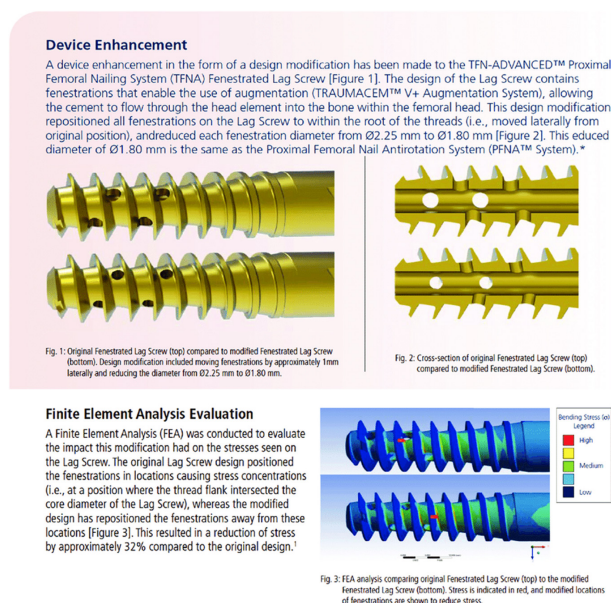 Device Enhancement
A device enhancement in the form of a design modification has been made to the TFN-ADVANCED™ Proximal
Femoral Nailing System (TFNA) Fenestrated Lag Screw [Figure 1]. The design of the Lag Screw contains
fenestrations that enable the use of augmentation (TRAUMACEM™ V+ Augmentation System), allowing
the cement to flow through the head element into the bone within the femoral head. This design modification
repositioned all fenestrations on the Lag Screw to within the root of the threads (i.e., moved laterally from
original position), andreduced each fenestration diameter from Ø2.25 mm to Ø1.80 mm [Figure 2]. This educed
diameter of Ø1.80 mm is the same as the Proximal Femoral Nail Antirotation System (PFNA™ System).*
Fig. 1: Original Fenestrated Lag Screw (top) compared to modified Fenestrated Lag Screw
(bottom). Design modification included moving fenestrations by approximately 1mm
laterally and reducing the diameter from Ø2.25 mm to Ø1.80 mm.
Fig. 2: Cross-section of original Fenestrated Lag Screw (top)
compared to modified Fenestrated Lag Screw (bottom).
Finite Element Analysis Evaluation
A Finite Element Analysis (FEA) was conducted to evaluate
the impact this modification had on the stresses seen on
the Lag Screw. The original Lag Screw design positioned
the fenestrations in locations causing stress concentrations
(i.e., at a position where the thread flank intersected the
core diameter of the Lag Screw), whereas the modified
design has repositioned the fenestrations away from these
locations [Figure 3]. This resulted in a reduction of stress
by approximately 32% compared to the original design.¹
Bending Stress (σ)
Legend
High
Medium
Low
Fig. 3: FEA analysis comparing original Fenestrated Lag Screw (top) to the modified
Fenestrated Lag Screw (bottom). Stress is indicated in red, and modified locations
of fenestrations are shown to reduce stress.